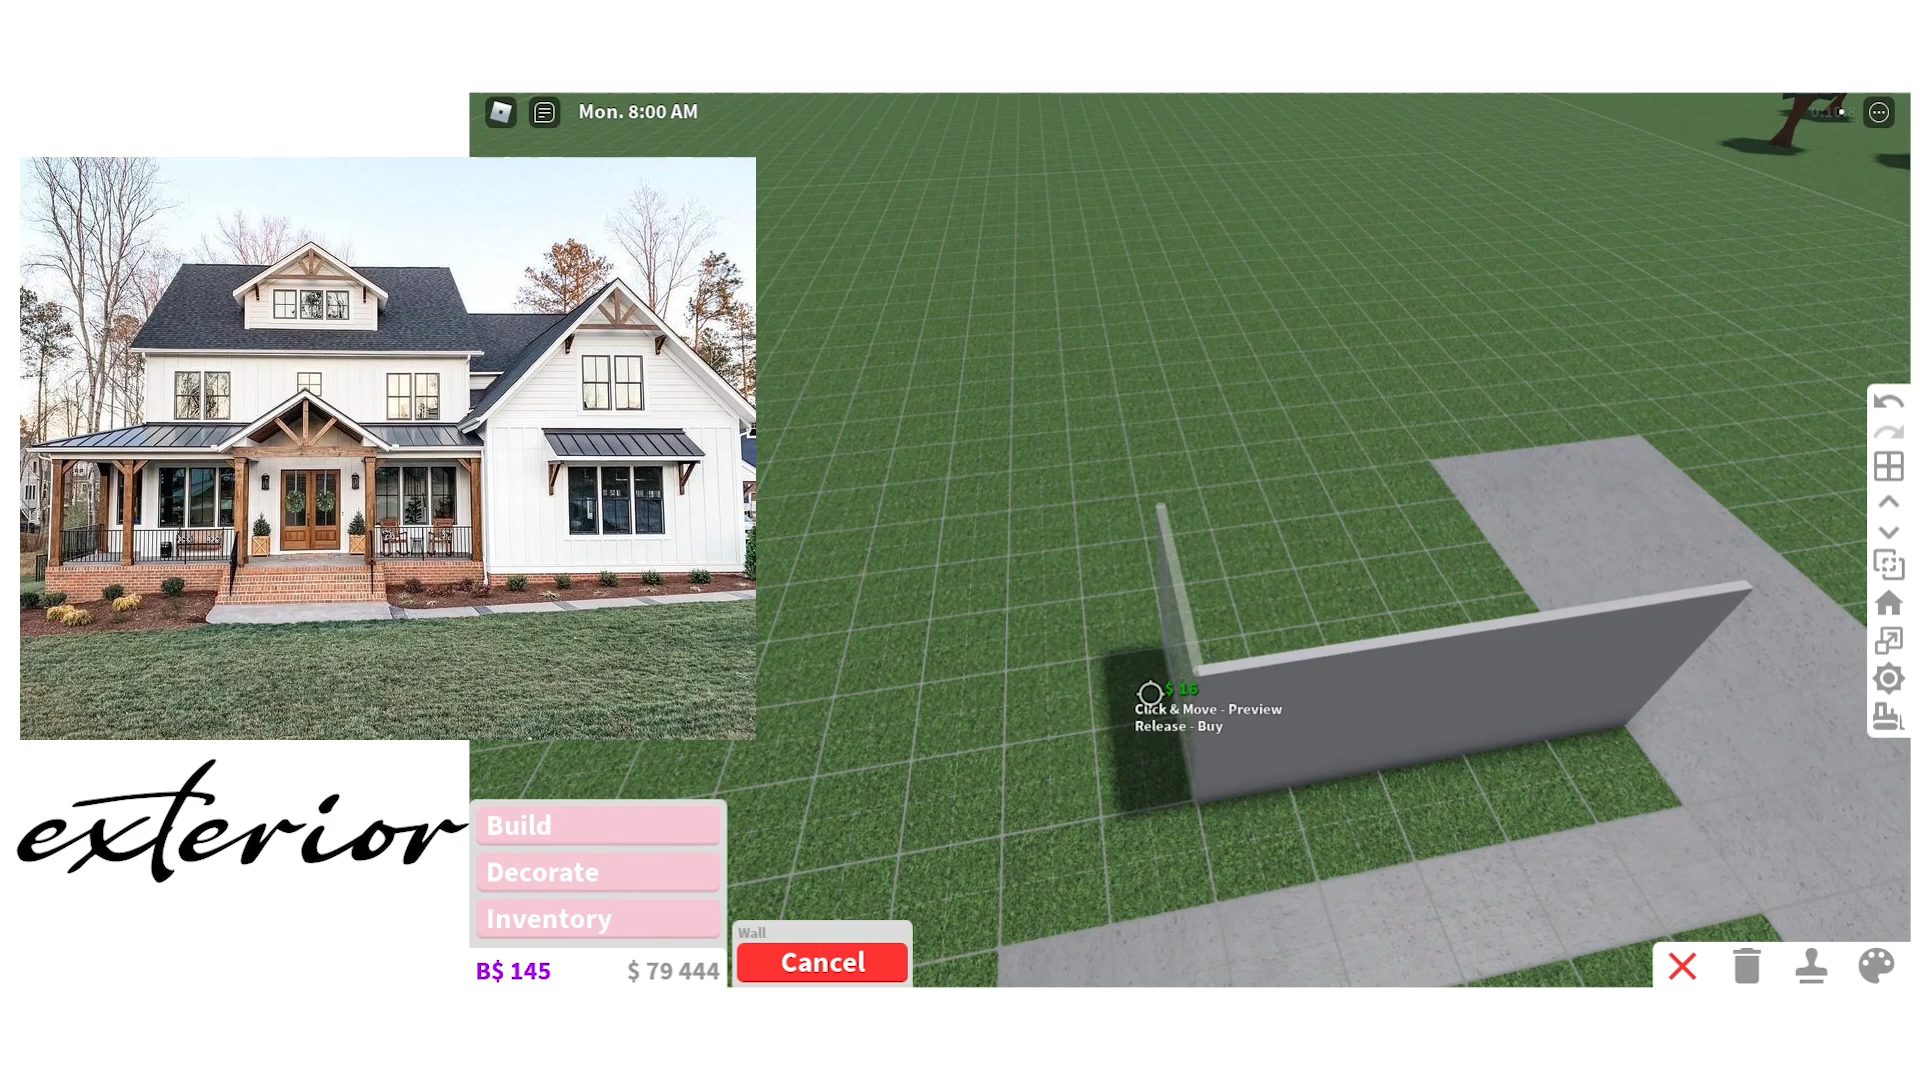 Mon. 8:00 AM
$ 16
Click & Move - Preview
Release - Buy
exterior
Build
Decorate
Inventory
B$ 145
$ 79 444
Wall
Cancel